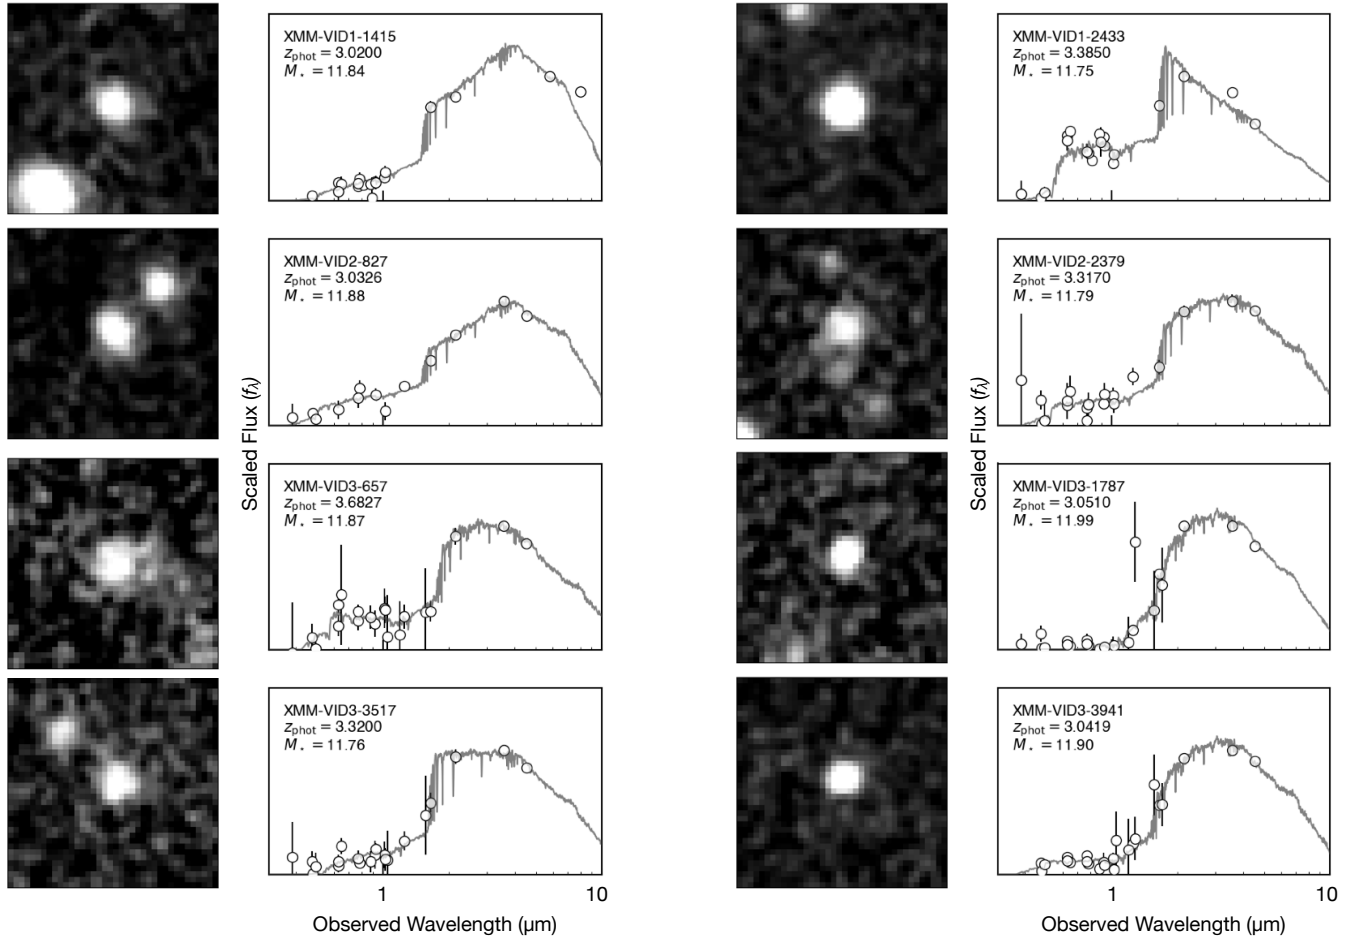 XMM-VID1-1415
z_phot = 3.0200
M⋆ = 11.84
XMM-VID1-2433
z_phot = 3.3850
M⋆ = 11.75
XMM-VID2-827
z_phot = 3.0326
M⋆ = 11.88
XMM-VID2-2379
z_phot = 3.3170
M⋆ = 11.79
Scaled Flux (fλ)
Scaled Flux (fλ)
XMM-VID3-657
z_phot = 3.6827
M⋆ = 11.87
XMM-VID3-1787
z_phot = 3.0510
M⋆ = 11.99
XMM-VID3-3517
z_phot = 3.3200
M⋆ = 11.76
XMM-VID3-3941
z_phot = 3.0419
M⋆ = 11.90
1 10
Observed Wavelength (μm)
1 10
Observed Wavelength (μm)